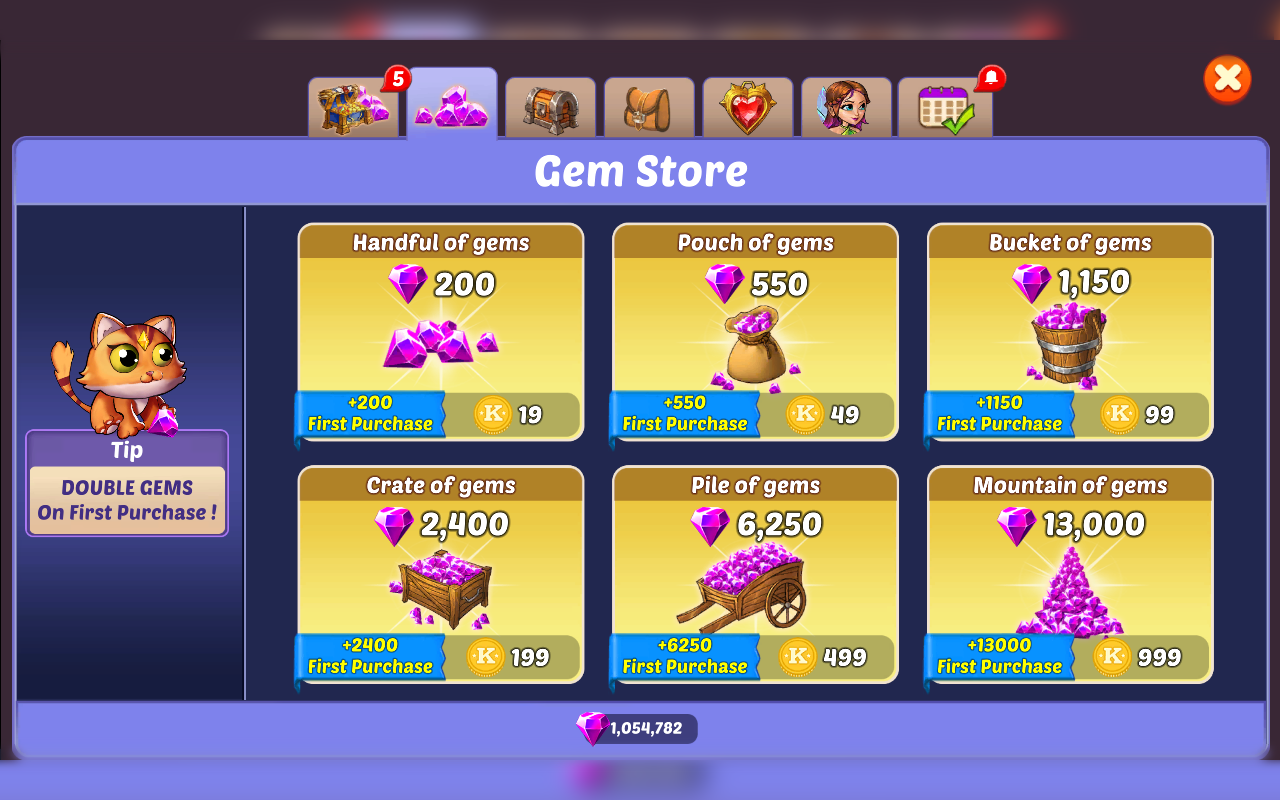 5
Gem Store
Handful of gems
200
+200
First Purchase
K 19
Pouch of gems
550
+550
First Purchase
K 49
Bucket of gems
1,150
+1150
First Purchase
K 99
Tip
DOUBLE GEMS
On First Purchase !
Crate of gems
2,400
+2400
First Purchase
K 199
Pile of gems
6,250
+6250
First Purchase
K 499
Mountain of gems
13,000
+13000
First Purchase
K 999
1,054,782